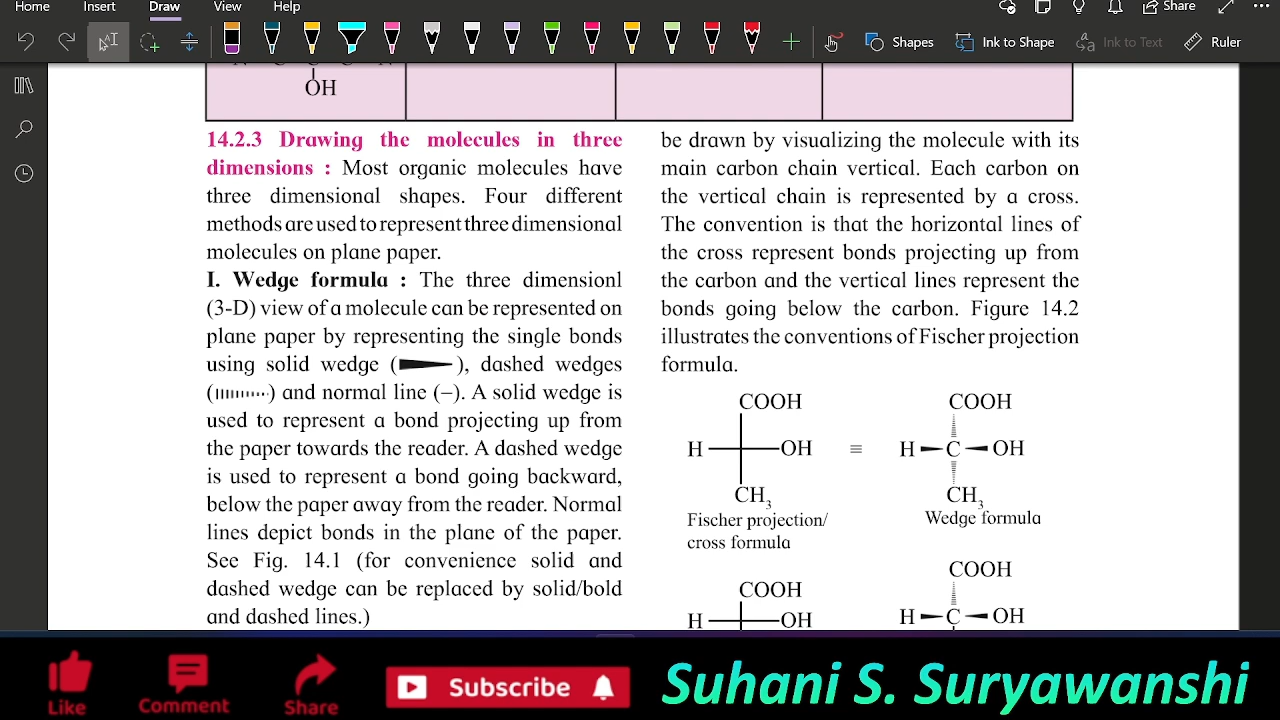 Home Insert Draw View Help Share
Shapes Ink to Shape Ink to Text Ruler
OH
14.2.3 Drawing the molecules in three
dimensions : Most organic molecules have
three dimensional shapes. Four different
methods are used to represent three dimensional
molecules on plane paper.
I. Wedge formula : The three dimensionl
(3-D) view of a molecule can be represented on
plane paper by representing the single bonds
using solid wedge ( ), dashed wedges
( ) and normal line (−). A solid wedge is
used to represent a bond projecting up from
the paper towards the reader. A dashed wedge
is used to represent a bond going backward,
below the paper away from the reader. Normal
lines depict bonds in the plane of the paper.
See Fig. 14.1 (for convenience solid and
dashed wedge can be replaced by solid/bold
and dashed lines.)
be drawn by visualizing the molecule with its
main carbon chain vertical. Each carbon on
the vertical chain is represented by a cross.
The convention is that the horizontal lines of
the cross represent bonds projecting up from
the carbon and the vertical lines represent the
bonds going below the carbon. Figure 14.2
illustrates the conventions of Fischer projection
formula.
COOH COOH
H OH ≡ H C OH
CH₃ CH₃
Fischer projection/ Wedge formula
cross formula
COOH COOH
H OH H C OH
Like Comment Share Subscribe Suhani S. Suryawanshi